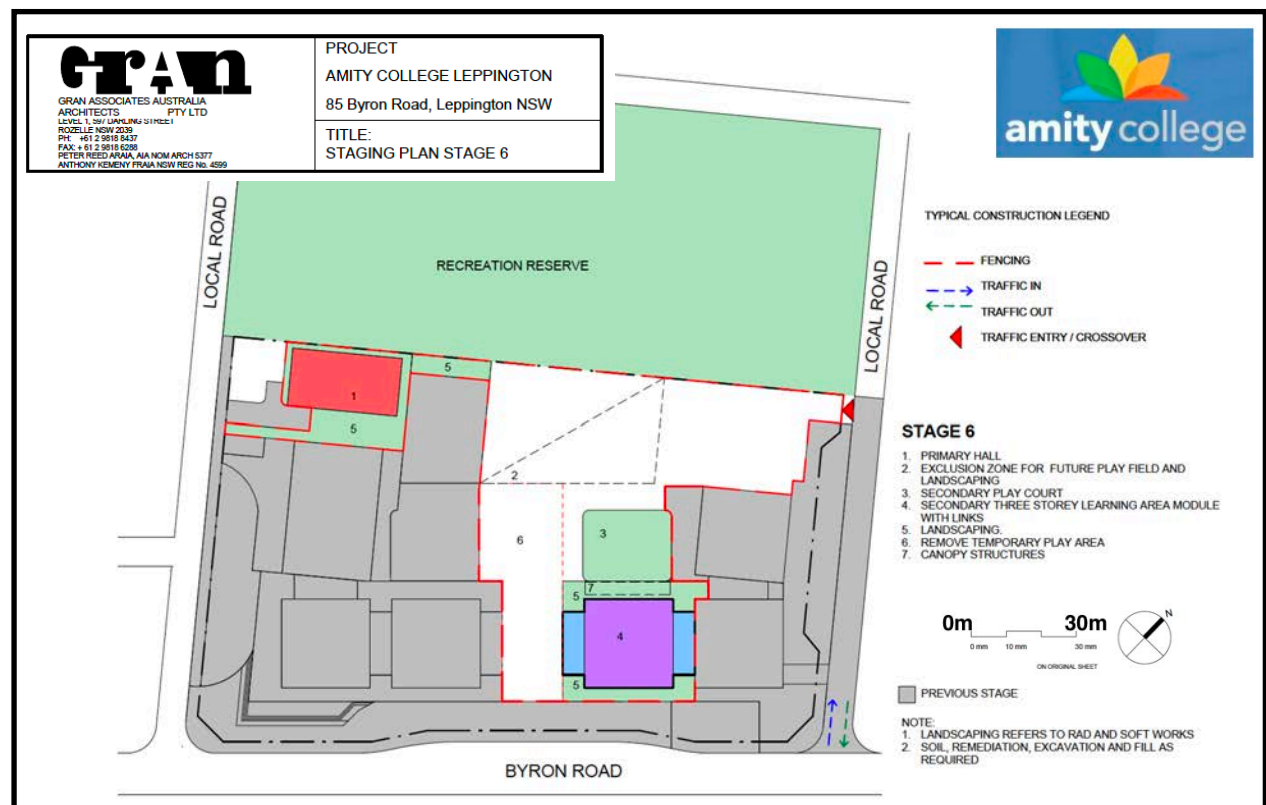 GRAN
GRAN ASSOCIATES AUSTRALIA
ARCHITECTS PTY LTD
LEVEL 1, 597 DARLING STREET
ROZELLE NSW 2039
PH: +61 2 9818 8437
FAX: + 61 2 9818 6288
PETER REED ARAIA, AIA NOM ARCH 5377
ANTHONY KEMENY FRAIA NSW REG No. 4599
PROJECT
AMITY COLLEGE LEPPINGTON
85 Byron Road, Leppington NSW
TITLE:
STAGING PLAN STAGE 6
amity college
LOCAL ROAD
RECREATION RESERVE
LOCAL ROAD
TYPICAL CONSTRUCTION LEGEND
FENCING
TRAFFIC IN
TRAFFIC OUT
TRAFFIC ENTRY / CROSSOVER
1
5
5
2
6
3
7
5
4
5
STAGE 6
1. PRIMARY HALL
2. EXCLUSION ZONE FOR FUTURE PLAY FIELD AND
LANDSCAPING
3. SECONDARY PLAY COURT
4. SECONDARY THREE STOREY LEARNING AREA MODULE
WITH LINKS
5. LANDSCAPING.
6. REMOVE TEMPORARY PLAY AREA
7. CANOPY STRUCTURES
0m 30m
0 mm 10 mm 30 mm
ON ORIGINAL SHEET
N
PREVIOUS STAGE
NOTE:
1. LANDSCAPING REFERS TO RAD AND SOFT WORKS
2. SOIL, REMEDIATION, EXCAVATION AND FILL AS
REQUIRED
BYRON ROAD